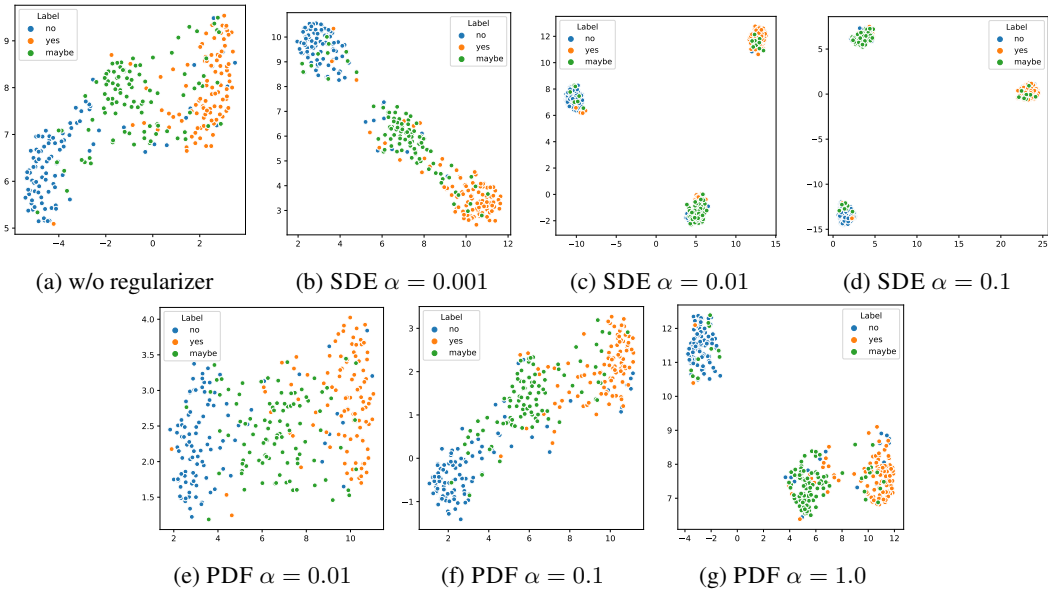 Label
no
yes
maybe
9
8
7
6
5
−4
−2
0
2
(a) w/o regularizer
Label
no
yes
maybe
10
9
8
7
6
5
4
3
2
4
6
8
10
12
(b) SDE α = 0.001
Label
no
yes
maybe
12
10
8
6
4
2
0
−2
−10
−5
0
5
10
15
(c) SDE α = 0.01
Label
no
yes
maybe
5
0
−5
−10
−15
0
5
10
15
20
25
(d) SDE α = 0.1
Label
no
yes
maybe
4.0
3.5
3.0
2.5
2.0
1.5
2
4
6
8
10
(e) PDF α = 0.01
Label
no
yes
maybe
3
2
1
0
−1
2
4
6
8
10
(f) PDF α = 0.1
Label
no
yes
maybe
12
11
10
9
8
7
−4
−2
0
2
4
6
8
10
12
(g) PDF α = 1.0